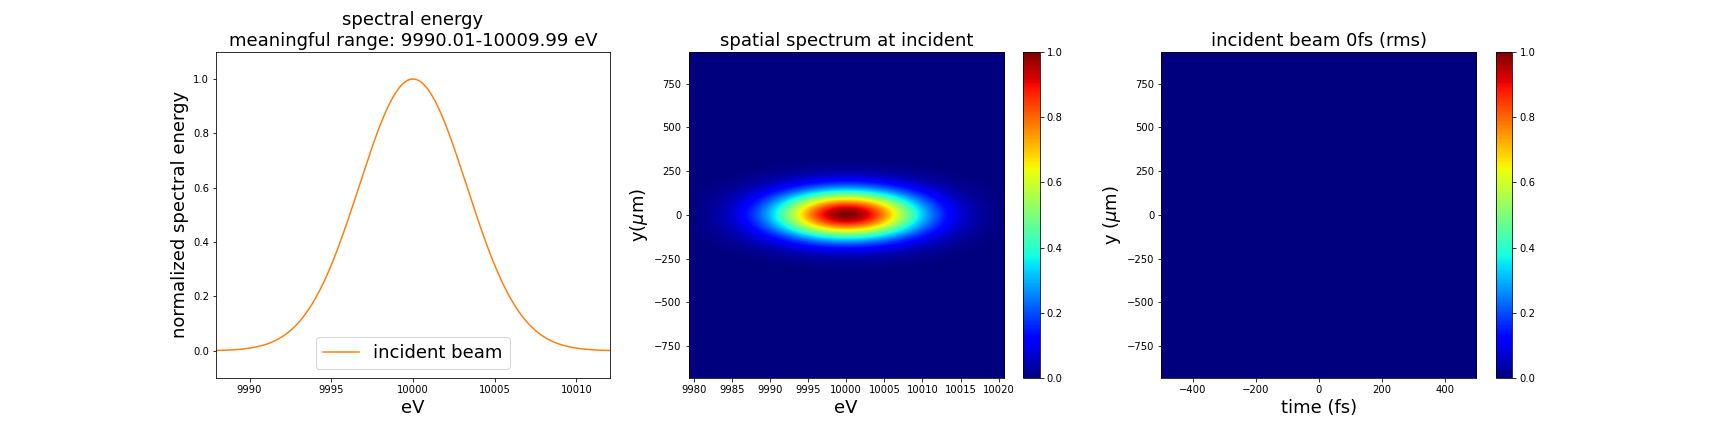 spectral energy
meaningful range: 9990.01-10009.99 eV
normalized spectral energy
1.0
0.8
0.6
0.4
0.2
0.0
incident beam
9990 9995 10000 10005 10010
eV
spatial spectrum at incident
y(μm)
750
500
250
0
−250
−500
−750
9980 9985 9990 9995 10000 10005 10010 10015 10020
eV
1.0
0.8
0.6
0.4
0.2
0.0
incident beam 0fs (rms)
y (μm)
750
500
250
0
−250
−500
−750
−400 −200 0 200 400
time (fs)
1.0
0.8
0.6
0.4
0.2
0.0